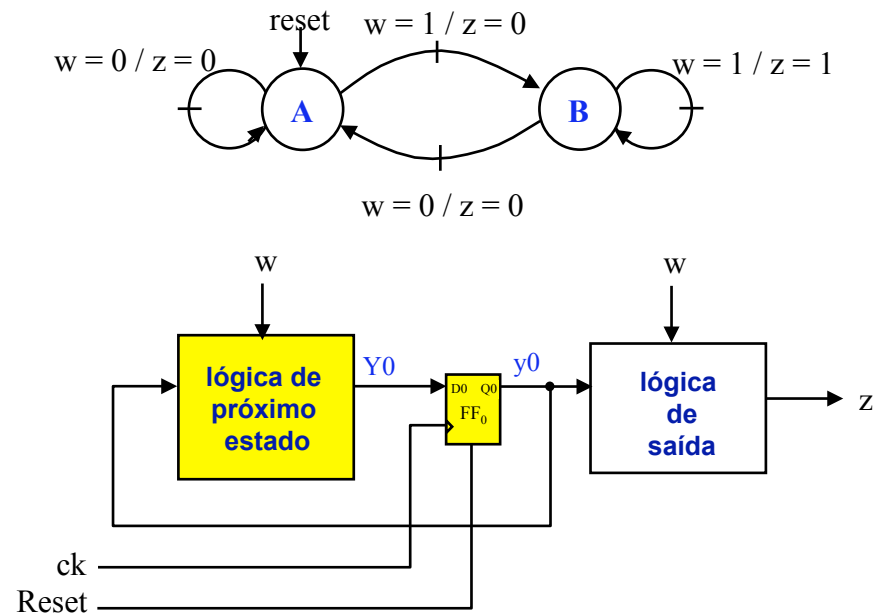 reset
w = 1 / z = 0
w = 0 / z = 0
w = 1 / z = 1
A
B
w = 0 / z = 0
w
w
lógica de
próximo
estado
Y0
D0 Q0
FF0
y0
lógica
de
saída
z
ck
Reset